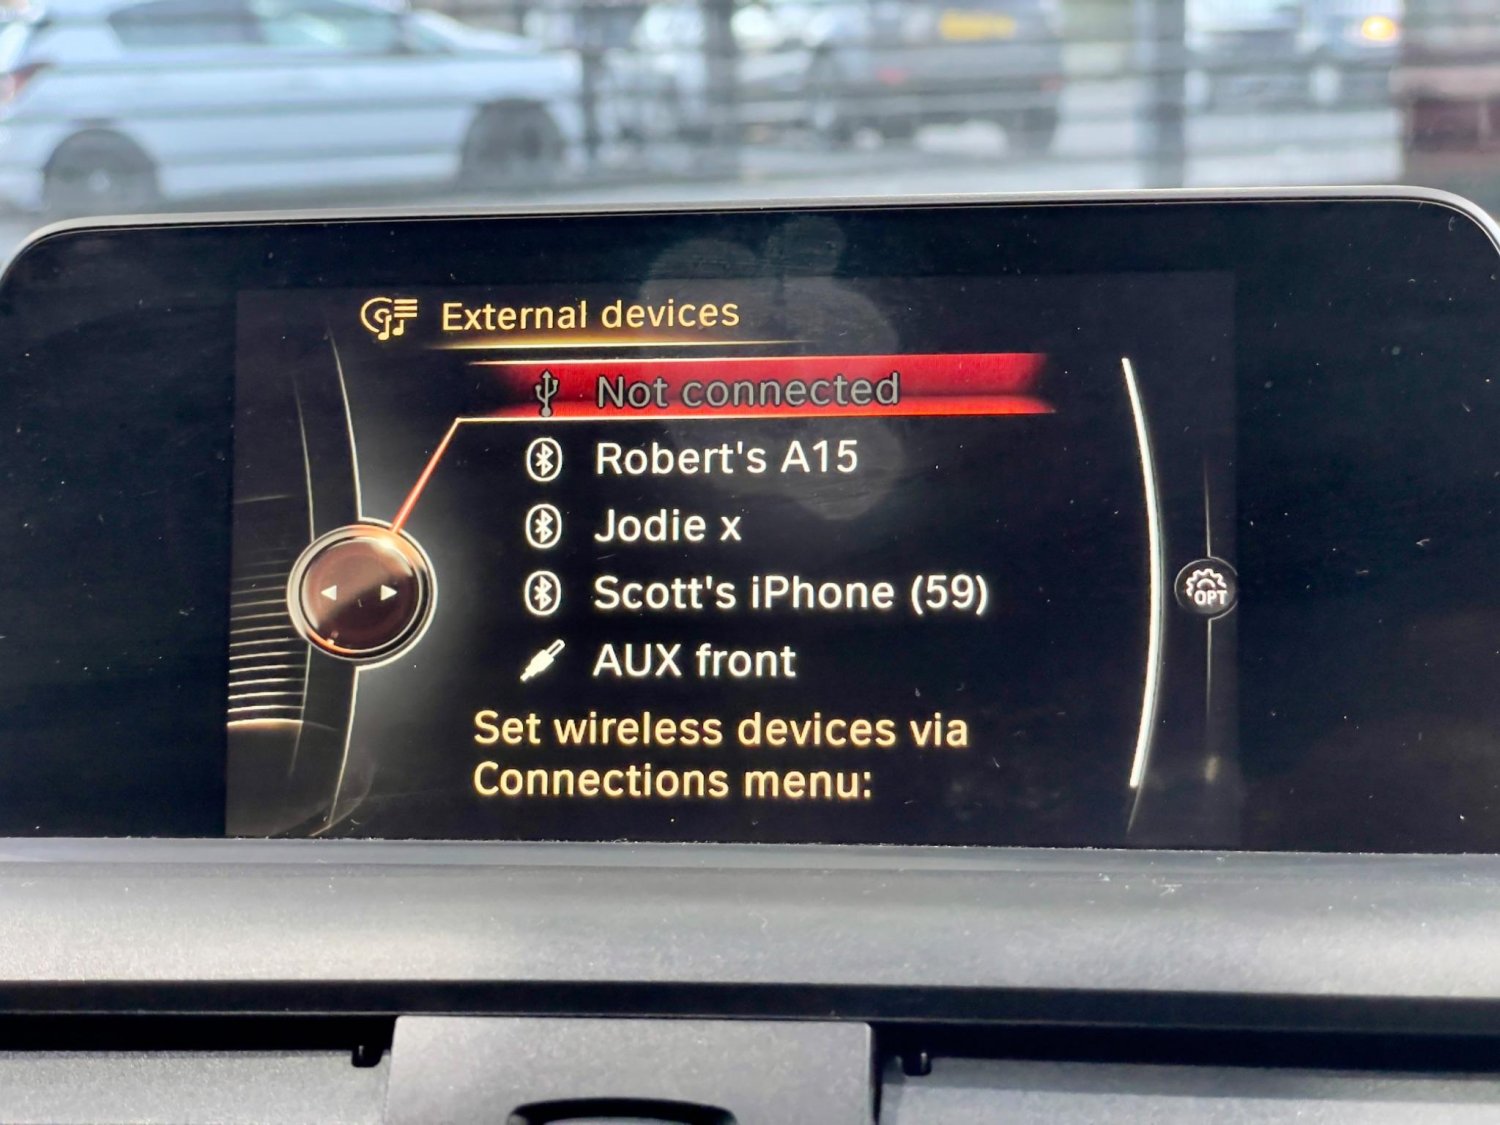 External devices
Not connected
Robert's A15
Jodie x
Scott's iPhone (59)
OPT
AUX front
Set wireless devices via
Connections menu: